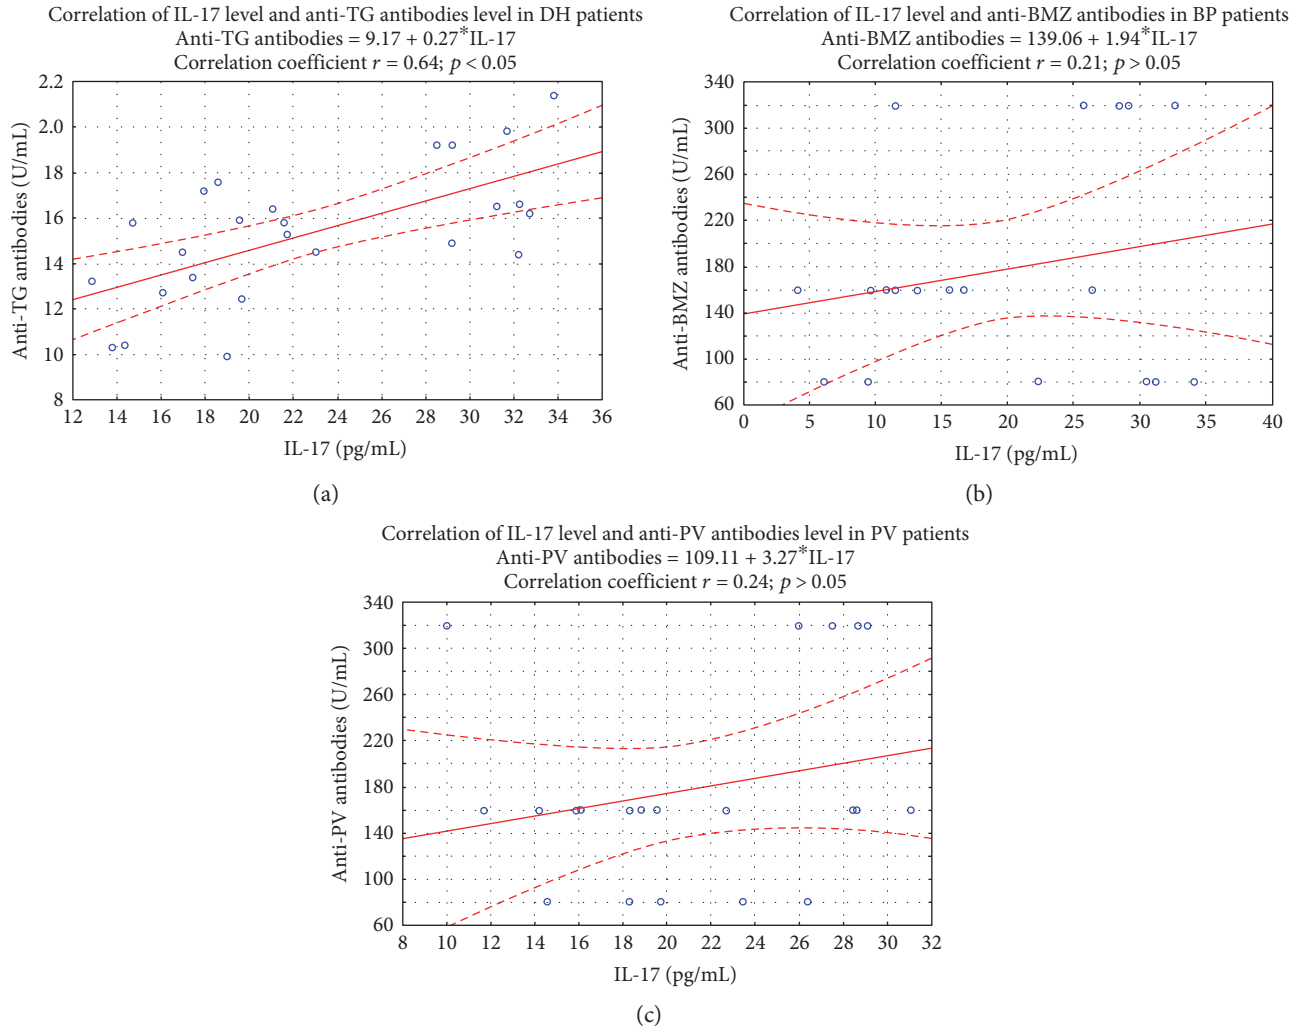 Correlation of IL-17 level and anti-TG antibodies level in DH patients
Anti-TG antibodies = 9.17 + 0.27*IL-17
Correlation coefficient r = 0.64; p < 0.05
Anti-TG antibodies (U/mL)
2.2
2.0
18
16
14
12
10
8
12 14 16 18 20 22 24 26 28 30 32 34 36
IL-17 (pg/mL)
(a)
Correlation of IL-17 level and anti-BMZ antibodies in BP patients
Anti-BMZ antibodies = 139.06 + 1.94*IL-17
Correlation coefficient r = 0.21; p > 0.05
Anti-BMZ antibodies (U/mL)
340
300
260
220
180
140
100
60
0 5 10 15 20 25 30 35 40
IL-17 (pg/mL)
(b)
Correlation of IL-17 level and anti-PV antibodies level in PV patients
Anti-PV antibodies = 109.11 + 3.27*IL-17
Correlation coefficient r = 0.24; p > 0.05
Anti-PV antibodies (U/mL)
340
300
260
220
180
140
100
60
8 10 12 14 16 18 20 22 24 26 28 30 32
IL-17 (pg/mL)
(c)